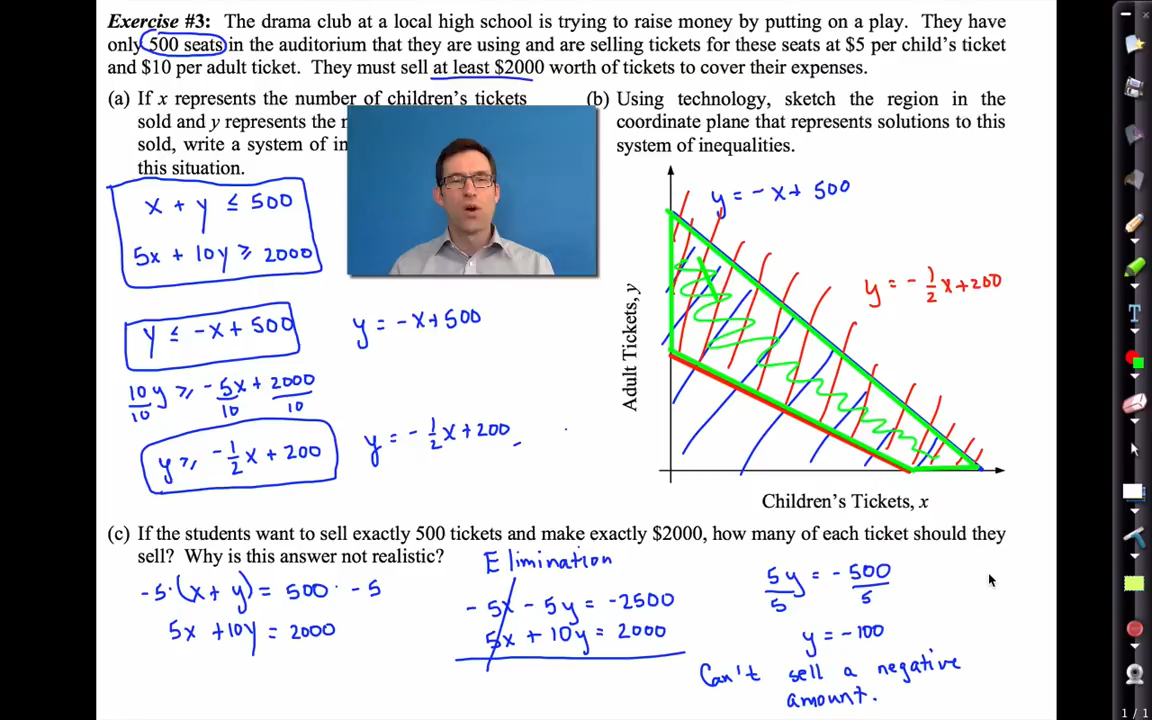 Exercise #3: The drama club at a local high school is trying to raise money by putting on a play. They have
only 500 seats in the auditorium that they are using and are selling tickets for these seats at $5 per child's ticket
and $10 per adult ticket. They must sell at least $2000 worth of tickets to cover their expenses.
(a) If x represents the number of children's tickets
sold and y represents the
sold, write a system of
this situation.
x + y ≤ 500
5x + 10y ≥ 2000
y ≤ -x + 500
y = -x + 500
10y ≥ -5x + 2000
10 10 10
y ≥ -1/2 x + 200
y = -1/2 x + 200
(b) Using technology, sketch the region in the
coordinate plane that represents solutions to this
system of inequalities.
y = -x + 500
y = -1/2 x + 200
Adult Tickets, y
Children's Tickets, x
(c) If the students want to sell exactly 500 tickets and make exactly $2000, how many of each ticket should they
sell? Why is this answer not realistic?
Elimination
-5·(x + y) = 500·-5
5x + 10y = 2000
-5x - 5y = -2500
5x + 10y = 2000
5y = -500
5 5
y = -100
Can't sell a negative
amount.
T
1 / 1